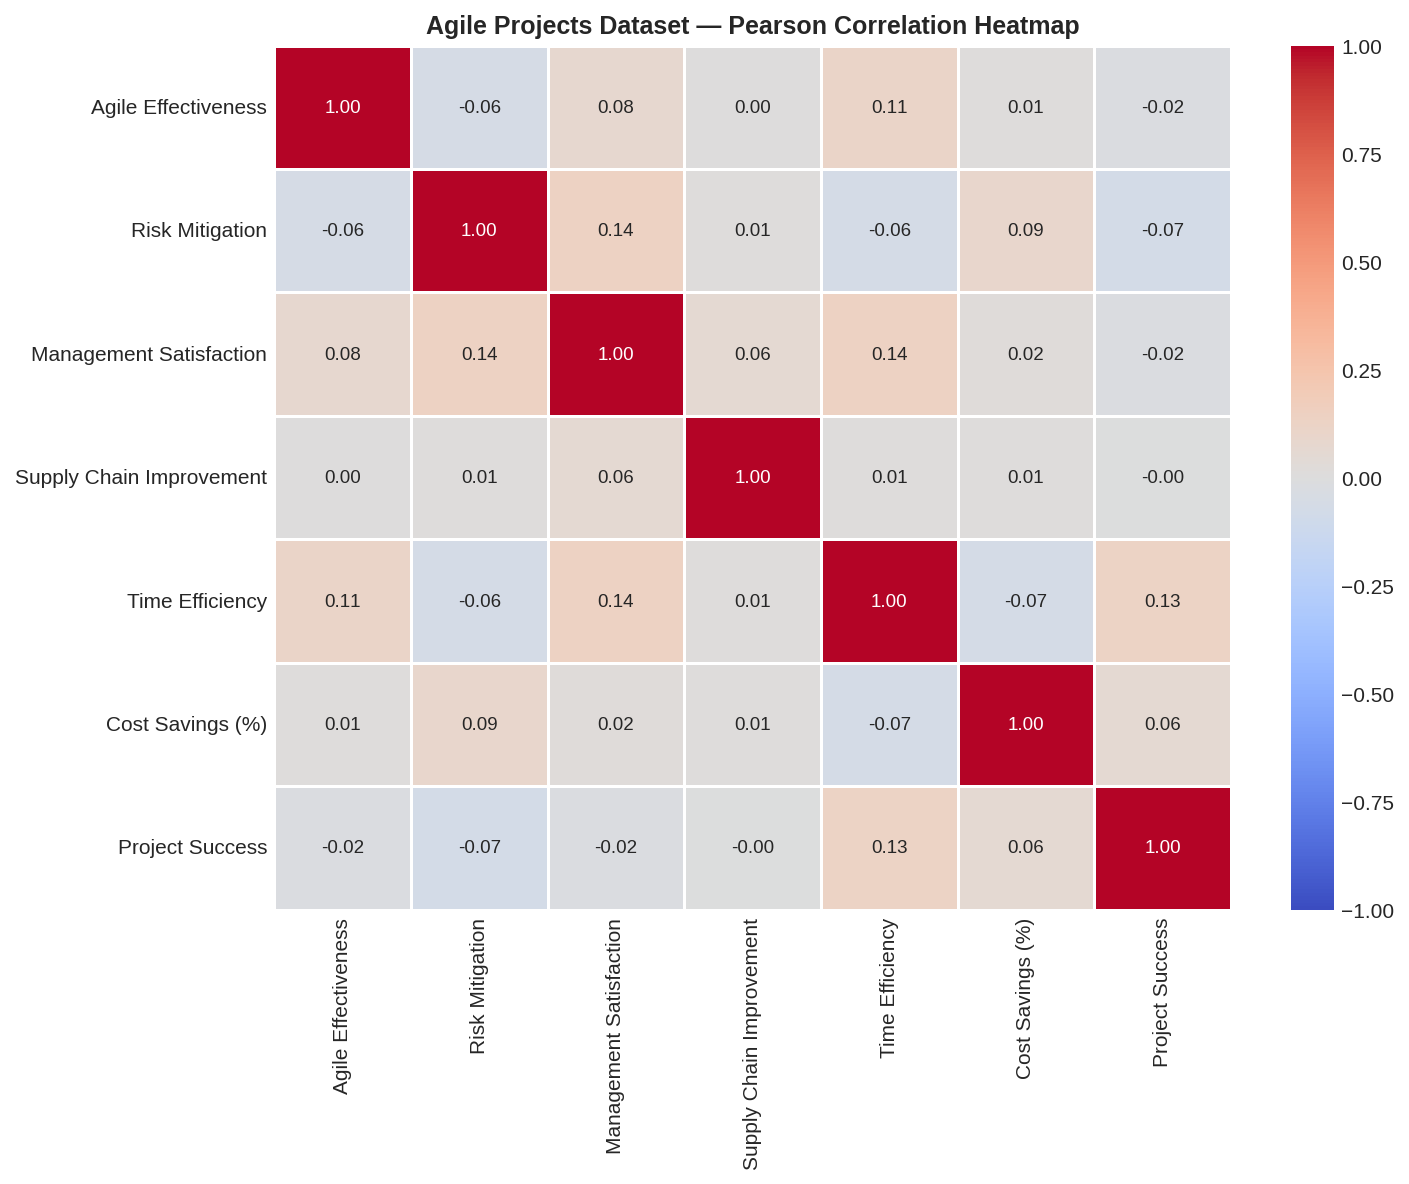 Agile Projects Dataset — Pearson Correlation Heatmap
Agile Effectiveness 1.00 -0.06 0.08 0.00 0.11 0.01 -0.02
Risk Mitigation -0.06 1.00 0.14 0.01 -0.06 0.09 -0.07
Management Satisfaction 0.08 0.14 1.00 0.06 0.14 0.02 -0.02
Supply Chain Improvement 0.00 0.01 0.06 1.00 0.01 0.01 -0.00
Time Efficiency 0.11 -0.06 0.14 0.01 1.00 -0.07 0.13
Cost Savings (%) 0.01 0.09 0.02 0.01 -0.07 1.00 0.06
Project Success -0.02 -0.07 -0.02 -0.00 0.13 0.06 1.00
Agile Effectiveness
Risk Mitigation
Management Satisfaction
Supply Chain Improvement
Time Efficiency
Cost Savings (%)
Project Success
1.00
0.75
0.50
0.25
0.00
−0.25
−0.50
−0.75
−1.00